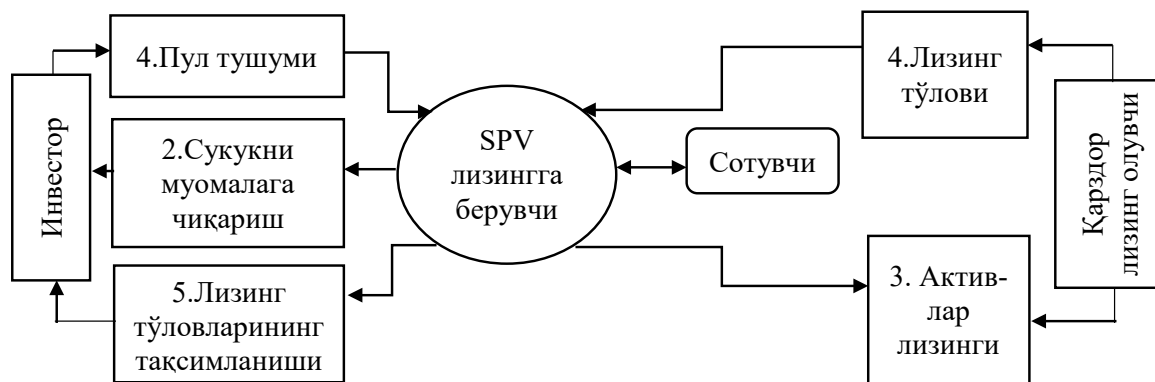 4.Пул тушуми
Инвестор
2.Сукукни
муомалага
чиқариш
5.Лизинг
тўловларининг
тақсимланиши
SPV
лизингга
берувчи
Сотувчи
4.Лизинг
тўлови
3. Актив-
лар
лизинги
Қарздор
лизинг олувчи